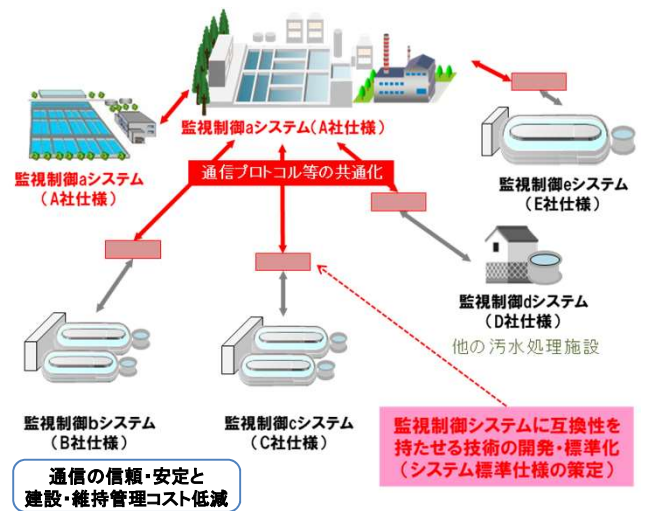 監視制御aシステム(A社仕様)
監視制御aシステム
(A社仕様)
通信プロトコル等の共通化
監視制御eシステム
(E社仕様)
監視制御dシステム
(D社仕様)
他の汚水処理施設
監視制御bシステム
(B社仕様)
監視制御cシステム
(C社仕様)
監視制御システムに互換性を
持たせる技術の開発・標準化
(システム標準仕様の策定)
通信の信頼・安定と
建設・維持管理コスト低減